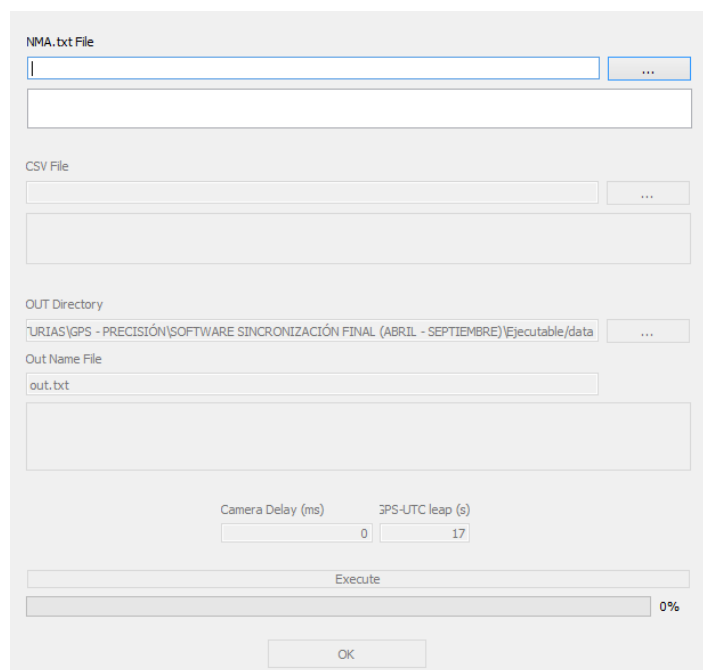 NMA.txt File
...
CSV File
...
OUT Directory
TURIAS\GPS - PRECISIÓN\SOFTWARE SINCRONIZACIÓN FINAL (ABRIL - SEPTIEMBRE)\Ejecutable/data
...
Out Name File
out.txt
Camera Delay (ms) GPS-UTC leap (s)
0 17
Execute
0%
OK